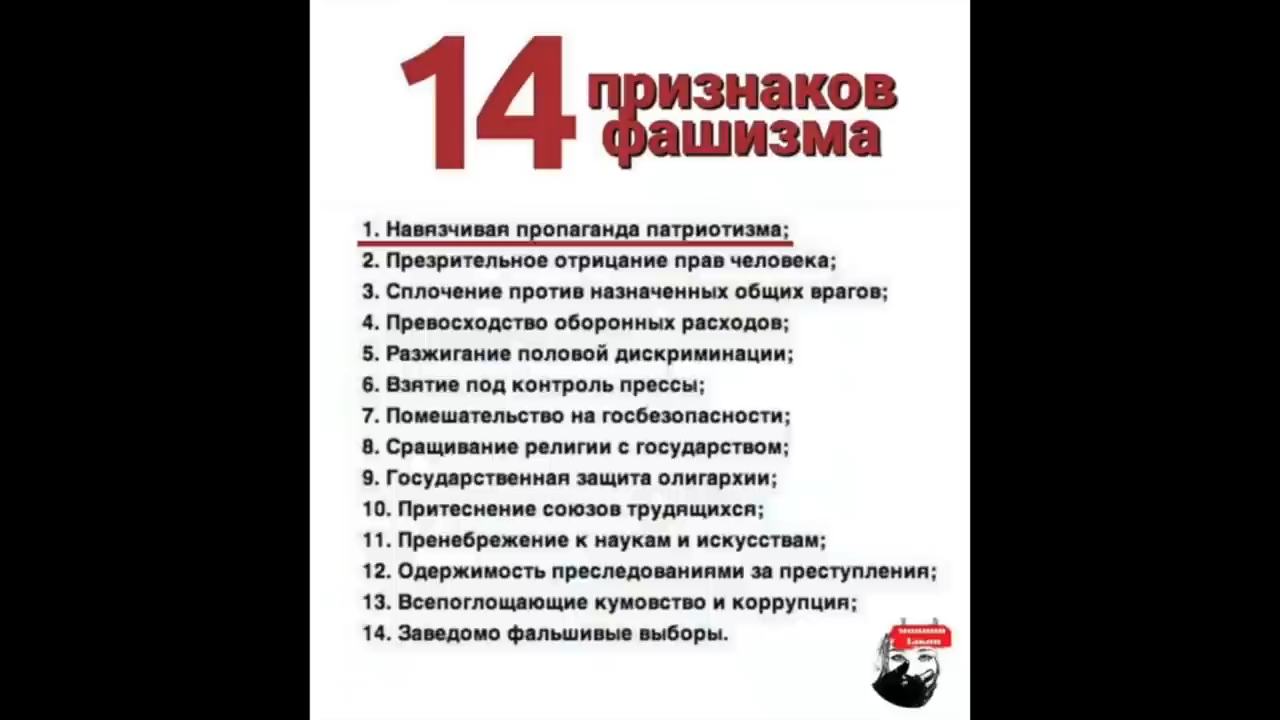 14 признаков
фашизма
1. Навязчивая пропаганда патриотизма;
2. Презрительное отрицание прав человека;
3. Сплочение против назначенных общих врагов;
4. Превосходство оборонных расходов;
5. Разжигание половой дискриминации;
6. Взятие под контроль прессы;
7. Помешательство на госбезопасности;
8. Сращивание религии с государством;
9. Государственная защита олигархии;
10. Притеснение союзов трудящихся;
11. Пренебрежение к наукам и искусствам;
12. Одержимость преследованиями за преступления;
13. Всепоглощающие кумовство и коррупция;
14. Заведомо фальшивые выборы.